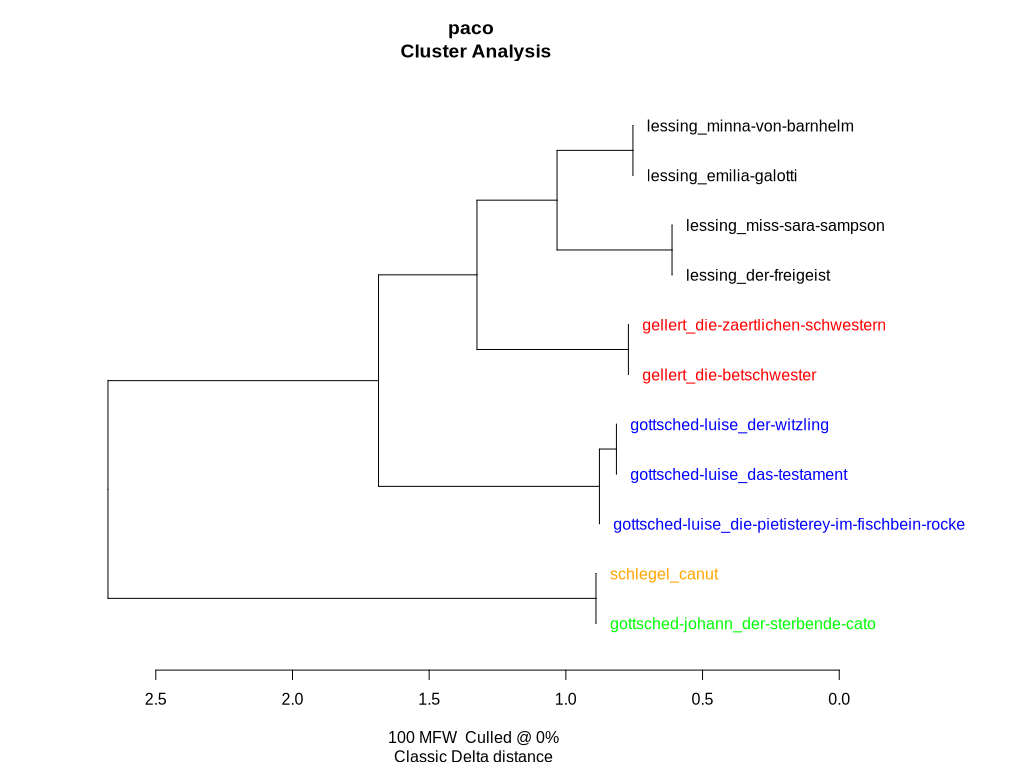 paco
Cluster Analysis
lessing_minna-von-barnhelm
lessing_emilia-galotti
lessing_miss-sara-sampson
lessing_der-freigeist
gellert_die-zaertlichen-schwestern
gellert_die-betschwester
gottsched-luise_der-witzling
gottsched-luise_das-testament
gottsched-luise_die-pietisterey-im-fischbein-rocke
schlegel_canut
gottsched-johann_der-sterbende-cato
2.5 2.0 1.5 1.0 0.5 0.0
100 MFW  Culled @ 0%
Classic Delta distance